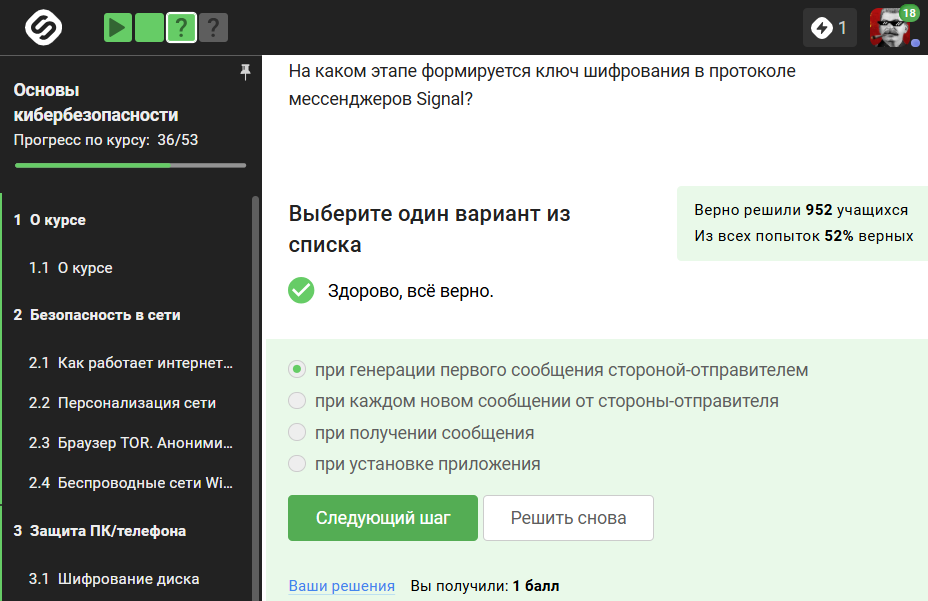 ? ?
1
18
Основы
кибербезопасности
Прогресс по курсу: 36/53
1 О курсе
1.1 О курсе
2 Безопасность в сети
2.1 Как работает интернет...
2.2 Персонализация сети
2.3 Браузер TOR. Аноними...
2.4 Беспроводные сети Wi...
3 Защита ПК/телефона
3.1 Шифрование диска
На каком этапе формируется ключ шифрования в протоколе
мессенджеров Signal?
Выберите один вариант из
списка
Верно решили 952 учащихся
Из всех попыток 52% верных
Здорово, всё верно.
при генерации первого сообщения стороной-отправителем
при каждом новом сообщении от стороны-отправителя
при получении сообщения
при установке приложения
Следующий шаг
Решить снова
Ваши решения Вы получили: 1 балл